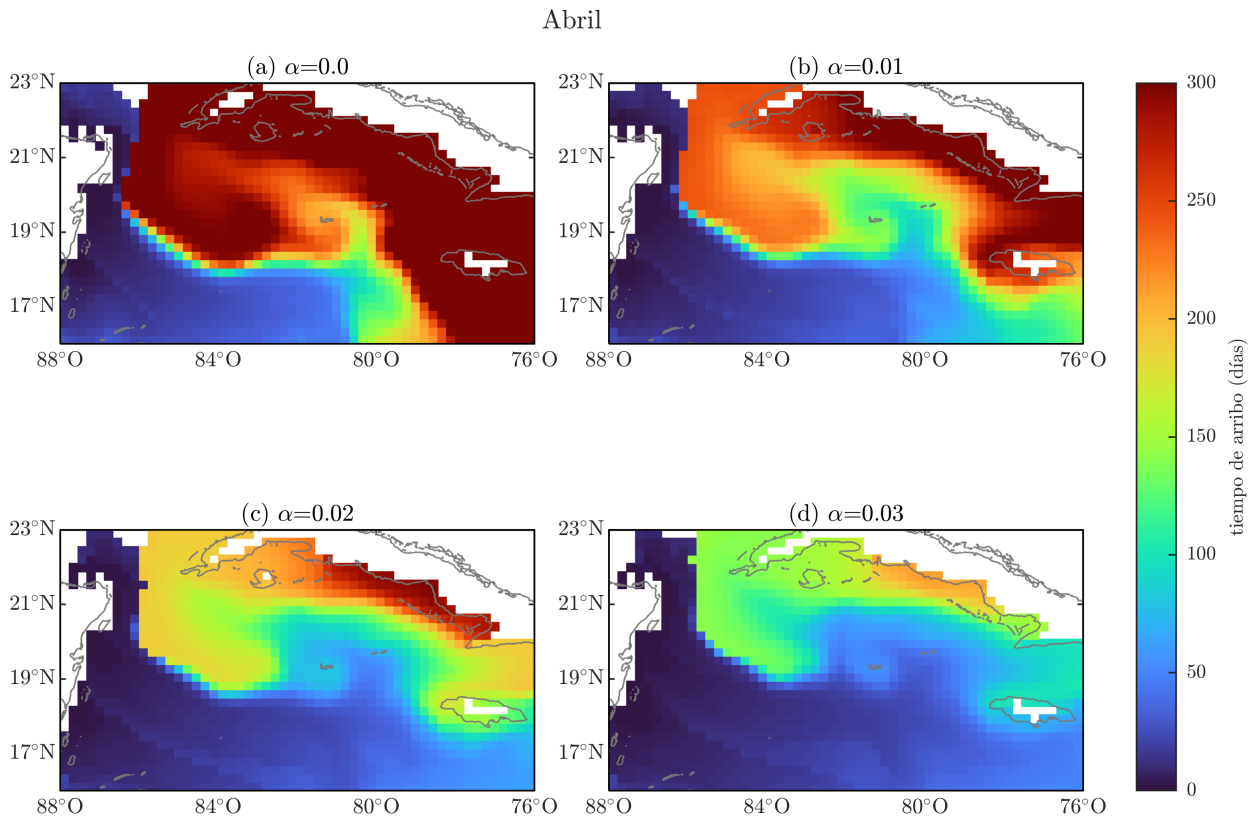 Abril
(a) α=0.0
(b) α=0.01
23°N
21°N
19°N
17°N
88°O
84°O
80°O
76°O
23°N
21°N
19°N
17°N
88°O
84°O
80°O
76°O
(c) α=0.02
(d) α=0.03
23°N
21°N
19°N
17°N
88°O
84°O
80°O
76°O
23°N
21°N
19°N
17°N
88°O
84°O
80°O
76°O
300
250
200
150
100
50
0
tiempo de arribo (días)